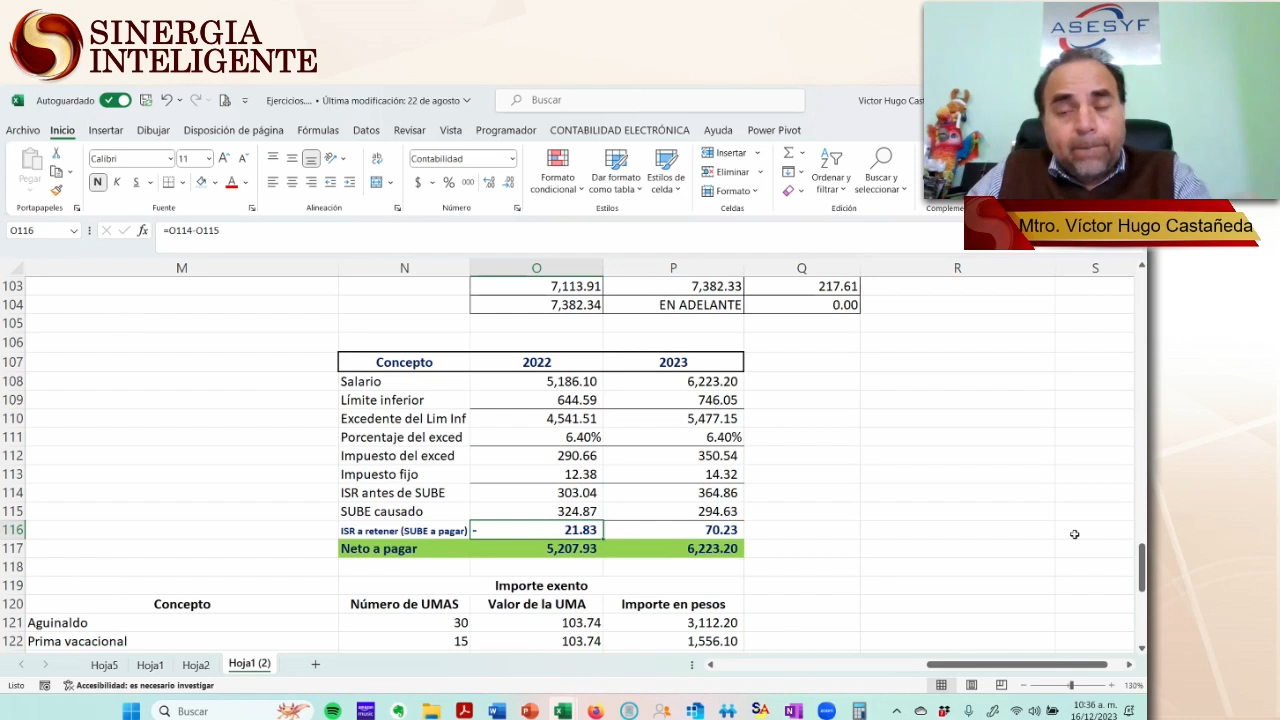 SINERGIA
INTELIGENTE
ASESYF
Mtro. Víctor Hugo Castañeda
Autoguardado Ejercicios.... • Última modificación: 22 de agosto Buscar Víctor Hugo Cas
Archivo Inicio Insertar Dibujar Disposición de página Fórmulas Datos Revisar Vista Programador CONTABILIDAD ELECTRÓNICA Ayuda Power Pivot
Pegar Calibri 11 Contabilidad Formato condicional Dar formato como tabla Estilos de celda Insertar Eliminar Formato Ordenar y filtrar Buscar y seleccionar
N K S $ % 000
Portapapeles Fuente Alineación Número Estilos Celdas Edición Compleme
O116 fx =O114-O115
M N O P Q R S
103 7,113.91 7,382.33 217.61
104 7,382.34 EN ADELANTE 0.00
105
106
107 Concepto 2022 2023
108 Salario 5,186.10 6,223.20
109 Límite inferior 644.59 746.05
110 Excedente del Lim Inf 4,541.51 5,477.15
111 Porcentaje del exced 6.40% 6.40%
112 Impuesto del exced 290.66 350.54
113 Impuesto fijo 12.38 14.32
114 ISR antes de SUBE 303.04 364.86
115 SUBE causado 324.87 294.63
116 ISR a retener (SUBE a pagar) - 21.83 70.23
117 Neto a pagar 5,207.93 6,223.20
118
119 Importe exento
120 Concepto Número de UMAS Valor de la UMA Importe en pesos
121 Aguinaldo 30 103.74 3,112.20
122 Prima vacacional 15 103.74 1,556.10
Hoja5 Hoja1 Hoja2 Hoja1 (2)
Listo Accesibilidad: es necesario investigar 130%
Buscar 10:36 a. m.
16/12/2023